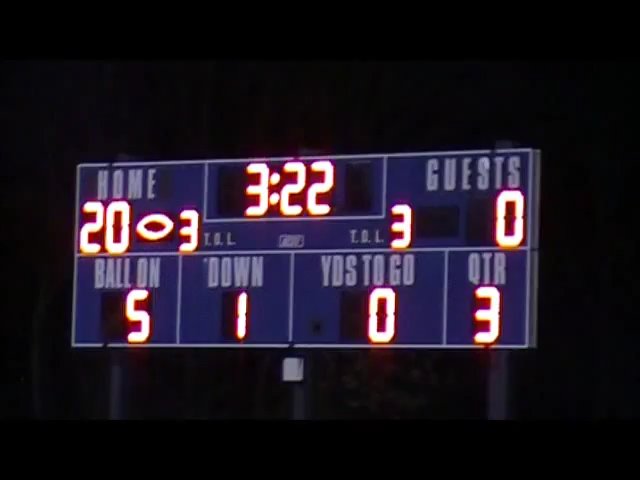 HOME 3:22 GUESTS
20 3 T.O.L. T.O.L. 3 0
BALL ON DOWN YDS TO GO QTR
5 1 0 3